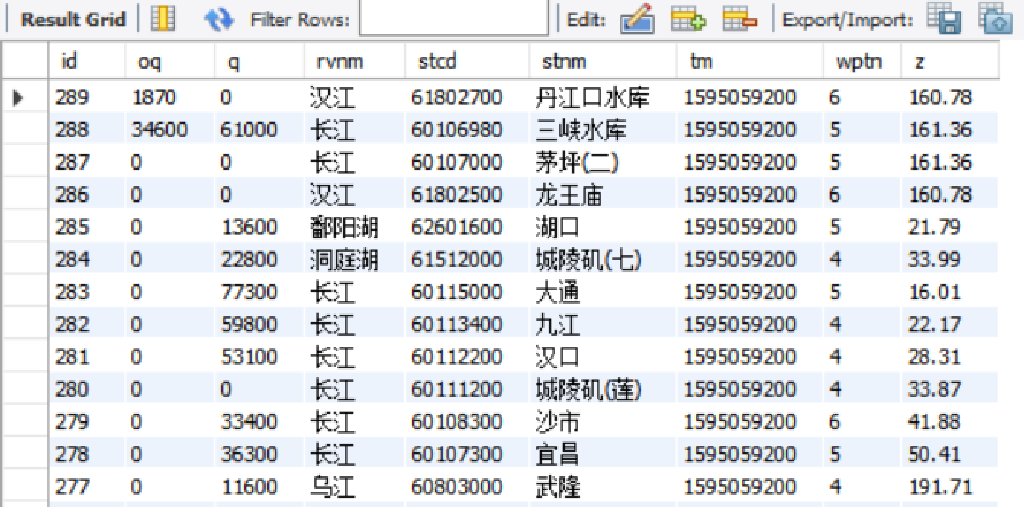 Result Grid Filter Rows: Edit: Export/Import:
id oq q rvnm stcd stnm tm wptn z
289 1870 0 汉江 61802700 丹江口水库 1595059200 6 160.78
288 34600 61000 长江 60106980 三峡水库 1595059200 5 161.36
287 0 0 长江 60107000 茅坪(二) 1595059200 5 161.36
286 0 0 汉江 61802500 龙王庙 1595059200 6 160.78
285 0 13600 鄱阳湖 62601600 湖口 1595059200 5 21.79
284 0 22800 洞庭湖 61512000 城陵矶(七) 1595059200 4 33.99
283 0 77300 长江 60115000 大通 1595059200 5 16.01
282 0 59800 长江 60113400 九江 1595059200 4 22.17
281 0 53100 长江 60112200 汉口 1595059200 4 28.31
280 0 0 长江 60111200 城陵矶(莲) 1595059200 4 33.87
279 0 33400 长江 60108300 沙市 1595059200 6 41.88
278 0 36300 长江 60107300 宜昌 1595059200 5 50.41
277 0 11600 乌江 60803000 武隆 1595059200 4 191.71